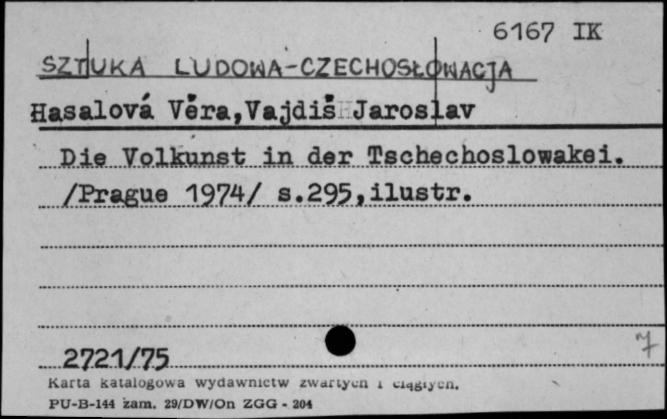 6167 IK
SZTUKA LUDOWA-CZECHOSŁOWACJA
Hasalová Věra,Vajdiš Jaroslav
Die Volkunst in der Tschechoslowakei.
/Prague 1974/ s.295,ilustr.
2721/75
7
Karta katalogowa wydawnictw zwartych i ciągłych.
PU-B-144 zam. 29/DW/On ZGG - 204